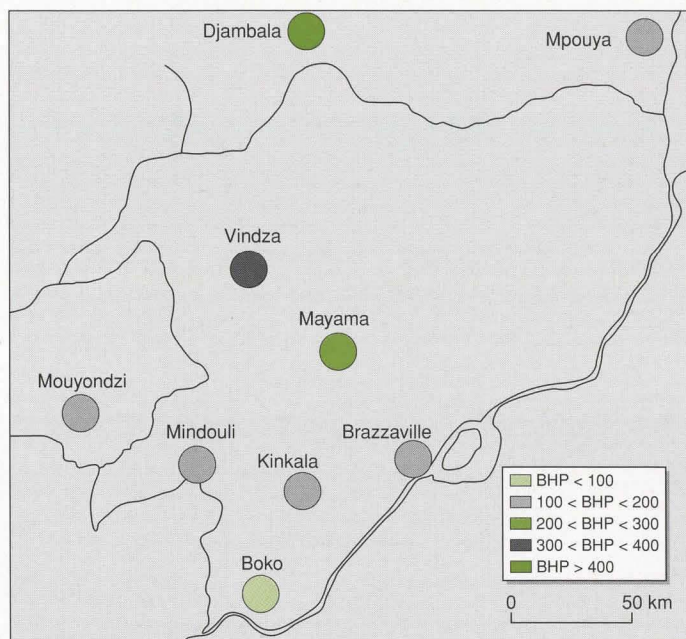 Djambala
Mpouya
Vindza
Mayama
Mouyondzi
Mindouli
Kinkala
Brazzaville
Boko
BHP < 100
100 < BHP < 200
200 < BHP < 300
300 < BHP < 400
BHP > 400
0 50 km